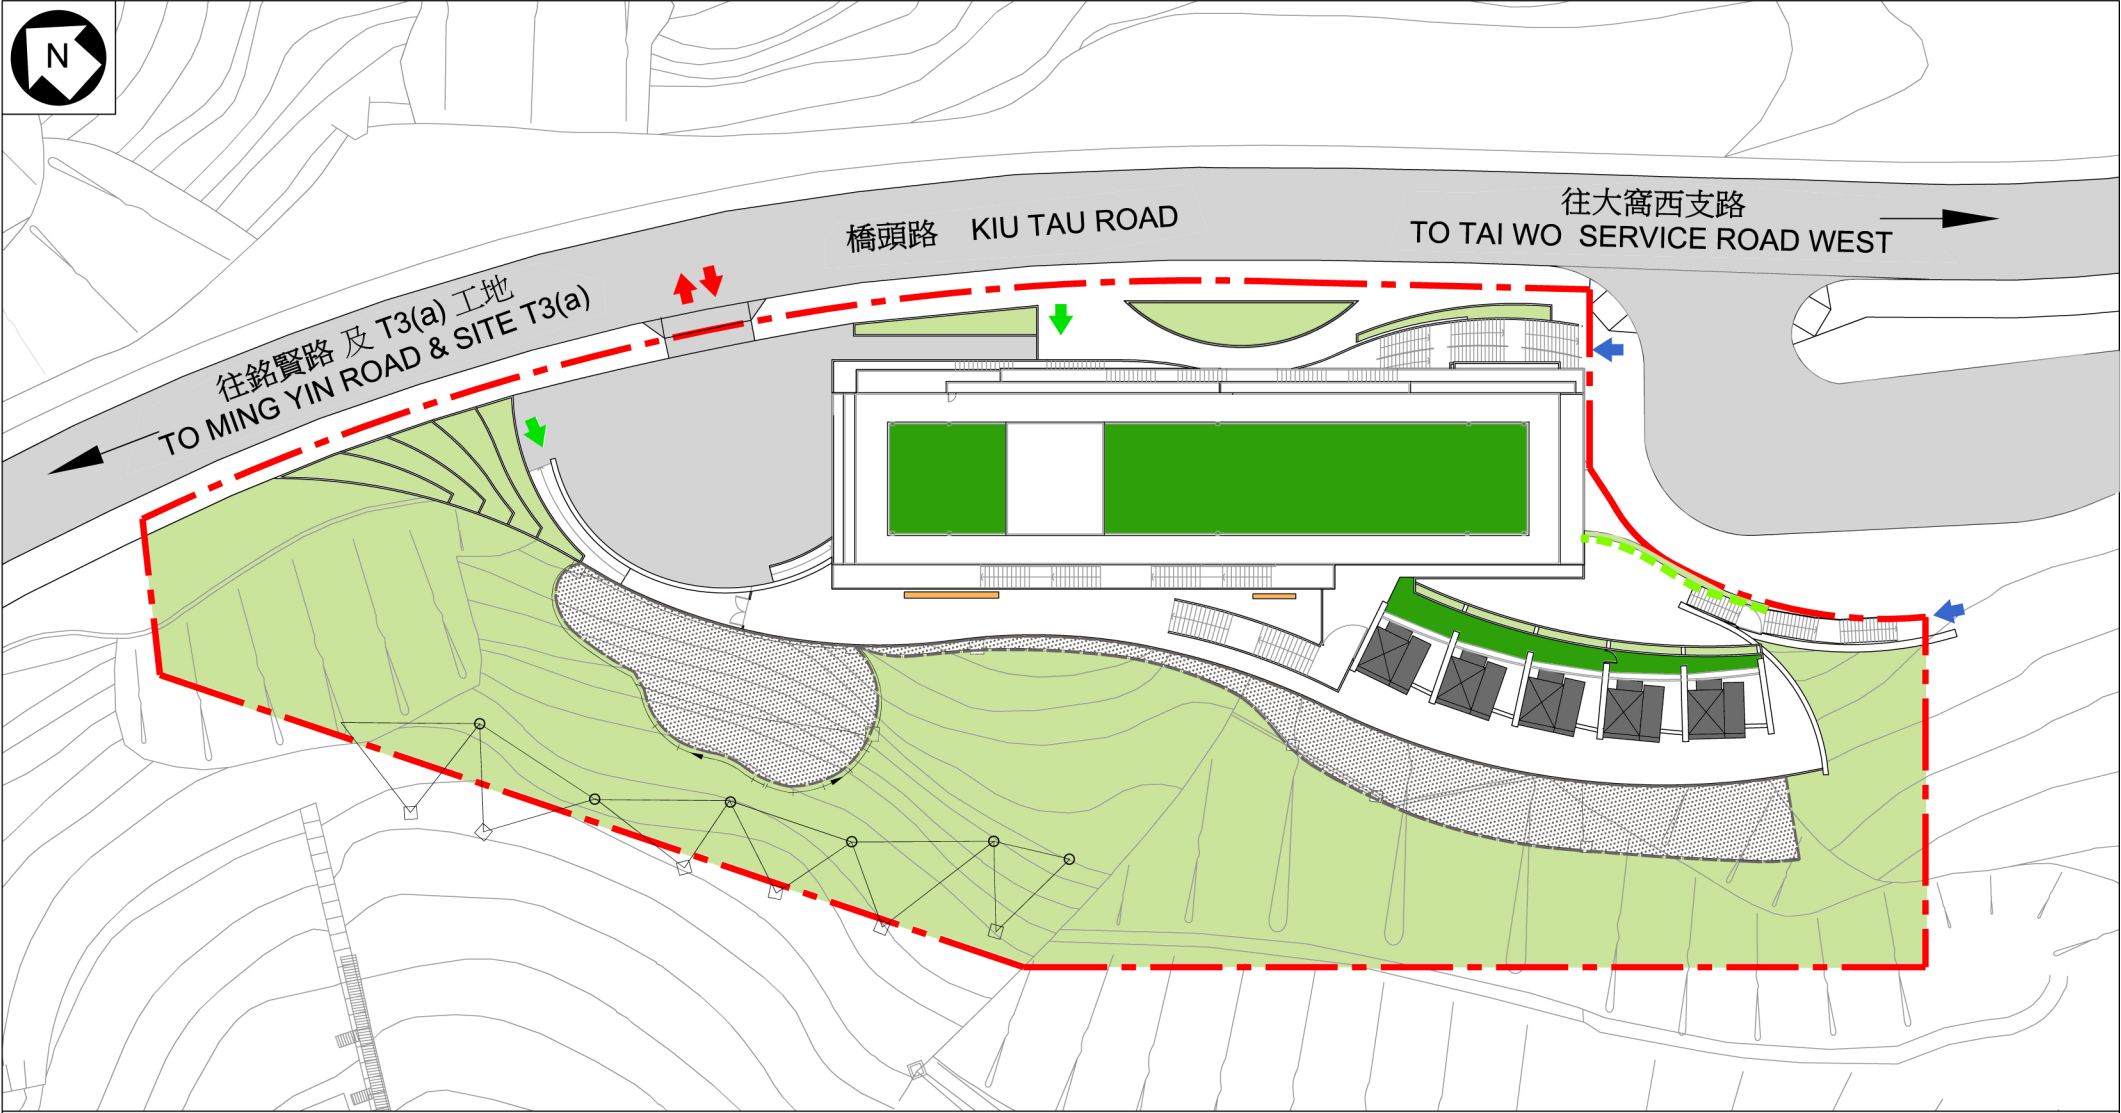 N
橋頭路 KIU TAU ROAD
往大窩西支路
TO TAI WO SERVICE ROAD WEST
往銘賢路 及 T3(a) 工地
TO MING YIN ROAD & SITE T3(a)